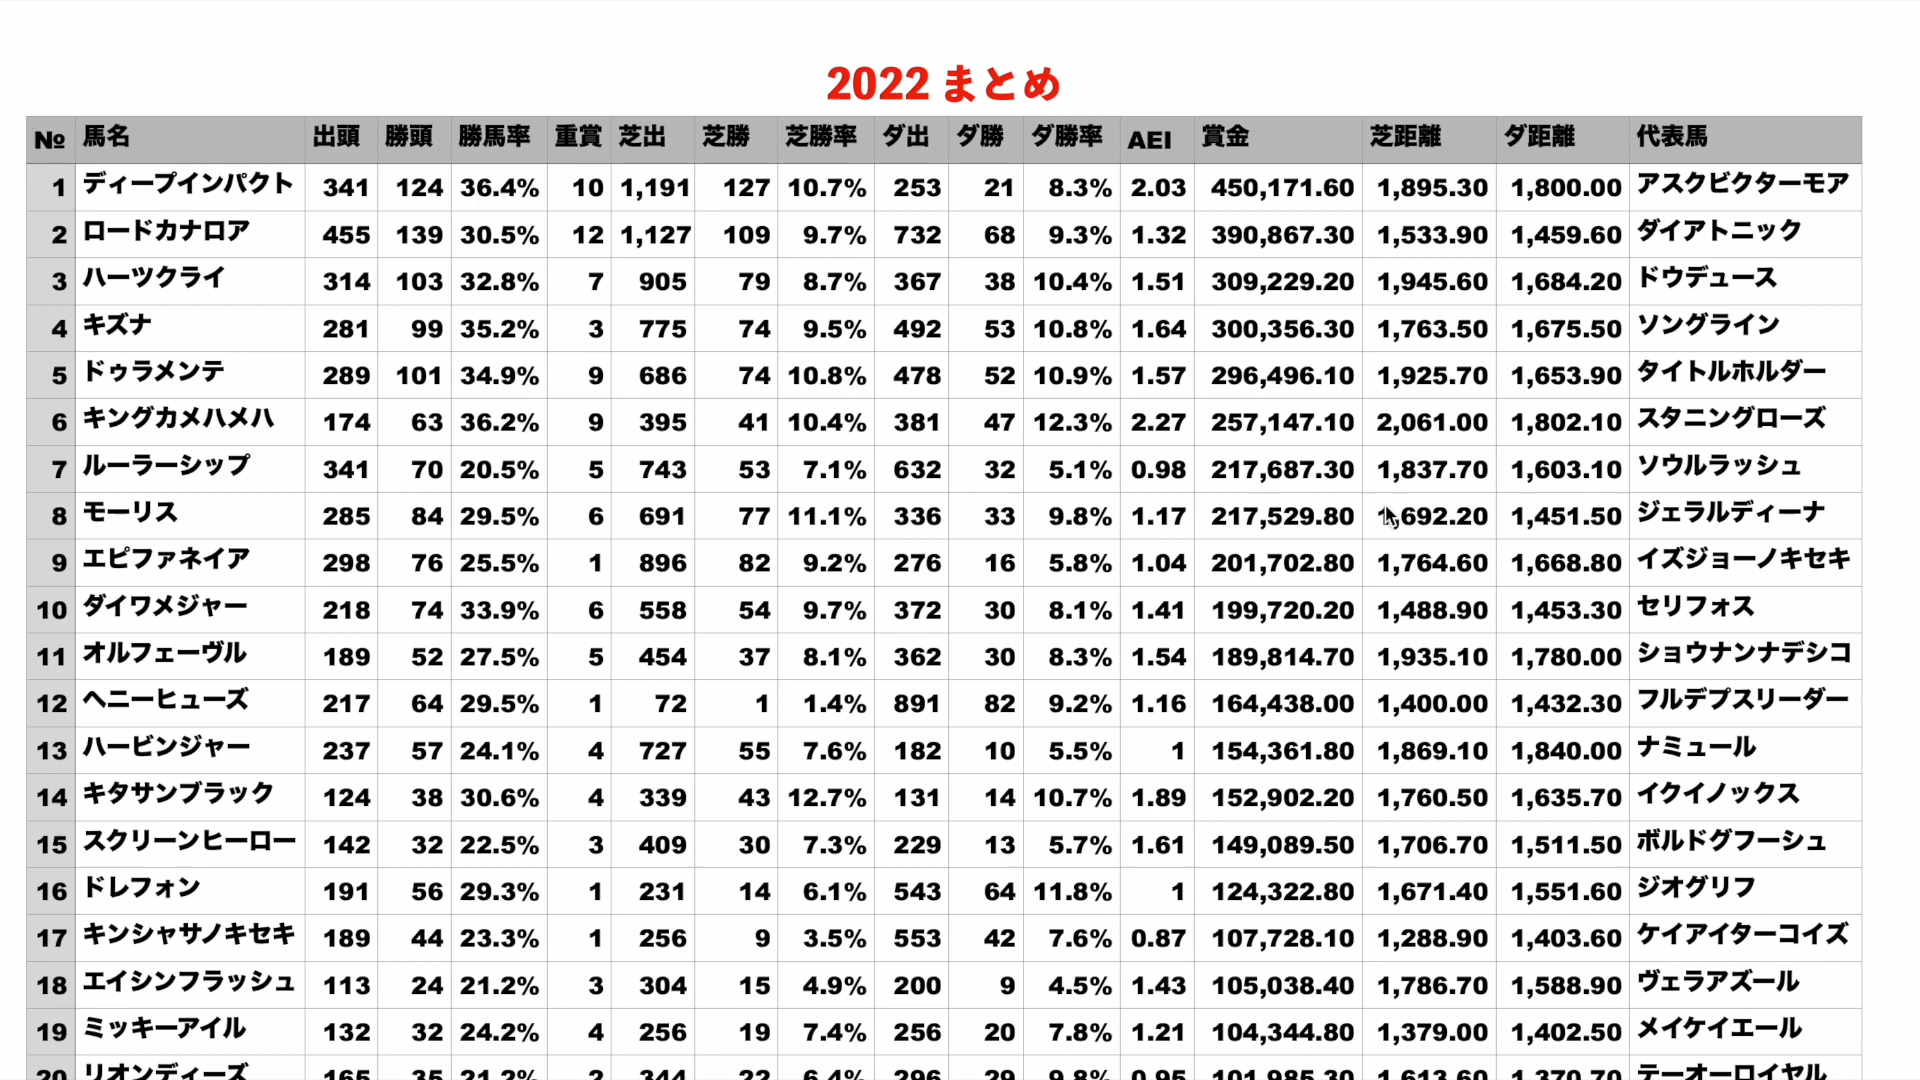 2022 まとめ
№ 馬名 出頭 勝頭 勝馬率 重賞 芝出 芝勝 芝勝率 ダ出 ダ勝 ダ勝率 AEI 賞金 芝距離 ダ距離 代表馬
1 ディープインパクト 341 124 36.4% 10 1,191 127 10.7% 253 21 8.3% 2.03 450,171.60 1,895.30 1,800.00 アスクビクターモア
2 ロードカナロア 455 139 30.5% 12 1,127 109 9.7% 732 68 9.3% 1.32 390,867.30 1,533.90 1,459.60 ダイアトニック
3 ハーツクライ 314 103 32.8% 7 905 79 8.7% 367 38 10.4% 1.51 309,229.20 1,945.60 1,684.20 ドウデュース
4 キズナ 281 99 35.2% 3 775 74 9.5% 492 53 10.8% 1.64 300,356.30 1,763.50 1,675.50 ソングライン
5 ドゥラメンテ 289 101 34.9% 9 686 74 10.8% 478 52 10.9% 1.57 296,496.10 1,925.70 1,653.90 タイトルホルダー
6 キングカメハメハ 174 63 36.2% 9 395 41 10.4% 381 47 12.3% 2.27 257,147.10 2,061.00 1,802.10 スタニングローズ
7 ルーラーシップ 341 70 20.5% 5 743 53 7.1% 632 32 5.1% 0.98 217,687.30 1,837.70 1,603.10 ソウルラッシュ
8 モーリス 285 84 29.5% 6 691 77 11.1% 336 33 9.8% 1.17 217,529.80 1,692.20 1,451.50 ジェラルディーナ
9 エピファネイア 298 76 25.5% 1 896 82 9.2% 276 16 5.8% 1.04 201,702.80 1,764.60 1,668.80 イズジョーノキセキ
10 ダイワメジャー 218 74 33.9% 6 558 54 9.7% 372 30 8.1% 1.41 199,720.20 1,488.90 1,453.30 セリフォス
11 オルフェーヴル 189 52 27.5% 5 454 37 8.1% 362 30 8.3% 1.54 189,814.70 1,935.10 1,780.00 ショウナンナデシコ
12 ヘニーヒューズ 217 64 29.5% 1 72 1 1.4% 891 82 9.2% 1.16 164,438.00 1,400.00 1,432.30 フルデプスリーダー
13 ハービンジャー 237 57 24.1% 4 727 55 7.6% 182 10 5.5% 1 154,361.80 1,869.10 1,840.00 ナミュール
14 キタサンブラック 124 38 30.6% 4 339 43 12.7% 131 14 10.7% 1.89 152,902.20 1,760.50 1,635.70 イクイノックス
15 スクリーンヒーロー 142 32 22.5% 3 409 30 7.3% 229 13 5.7% 1.61 149,089.50 1,706.70 1,511.50 ボルドグフーシュ
16 ドレフォン 191 56 29.3% 1 231 14 6.1% 543 64 11.8% 1 124,322.80 1,671.40 1,551.60 ジオグリフ
17 キンシャサノキセキ 189 44 23.3% 1 256 9 3.5% 553 42 7.6% 0.87 107,728.10 1,288.90 1,403.60 ケイアイターコイズ
18 エイシンフラッシュ 113 24 21.2% 3 304 15 4.9% 200 9 4.5% 1.43 105,038.40 1,786.70 1,588.90 ヴェラアズール
19 ミッキーアイル 132 32 24.2% 4 256 19 7.4% 256 20 7.8% 1.21 104,344.80 1,379.00 1,402.50 メイケイエール
20 リオンディーズ 165 35 21.2% 2 344 22 6.4% 296 29 9.8% 0.95 101,985.30 1,613.60 1,370.70 テーオーロイヤル